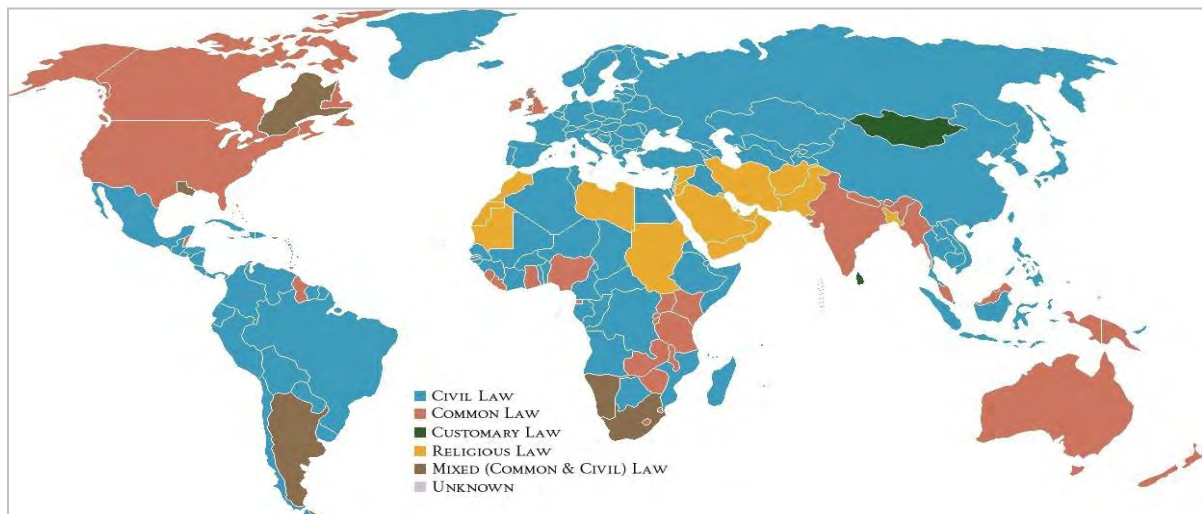 Civil Law
Common Law
Customary Law
Religious Law
Mixed (Common & Civil) Law
Unknown